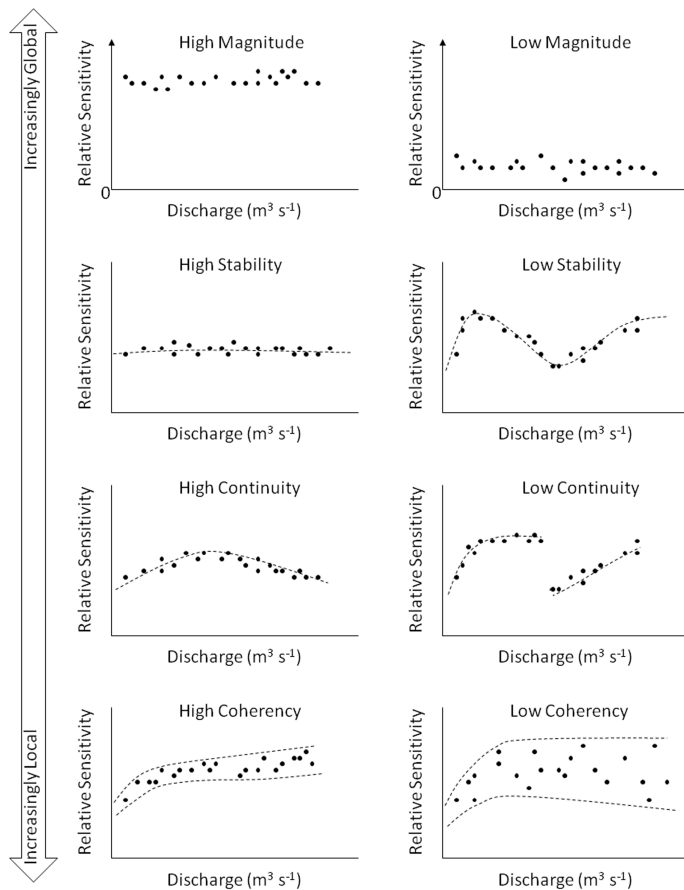 Increasingly Global
Increasingly Local
High Magnitude
Relative Sensitivity
0
Discharge (m³ s⁻¹)
Low Magnitude
Relative Sensitivity
0
Discharge (m³ s⁻¹)
High Stability
Relative Sensitivity
Discharge (m³ s⁻¹)
Low Stability
Relative Sensitivity
Discharge (m³ s⁻¹)
High Continuity
Relative Sensitivity
Discharge (m³ s⁻¹)
Low Continuity
Relative Sensitivity
Discharge (m³ s⁻¹)
High Coherency
Relative Sensitivity
Discharge (m³ s⁻¹)
Low Coherency
Relative Sensitivity
Discharge (m³ s⁻¹)